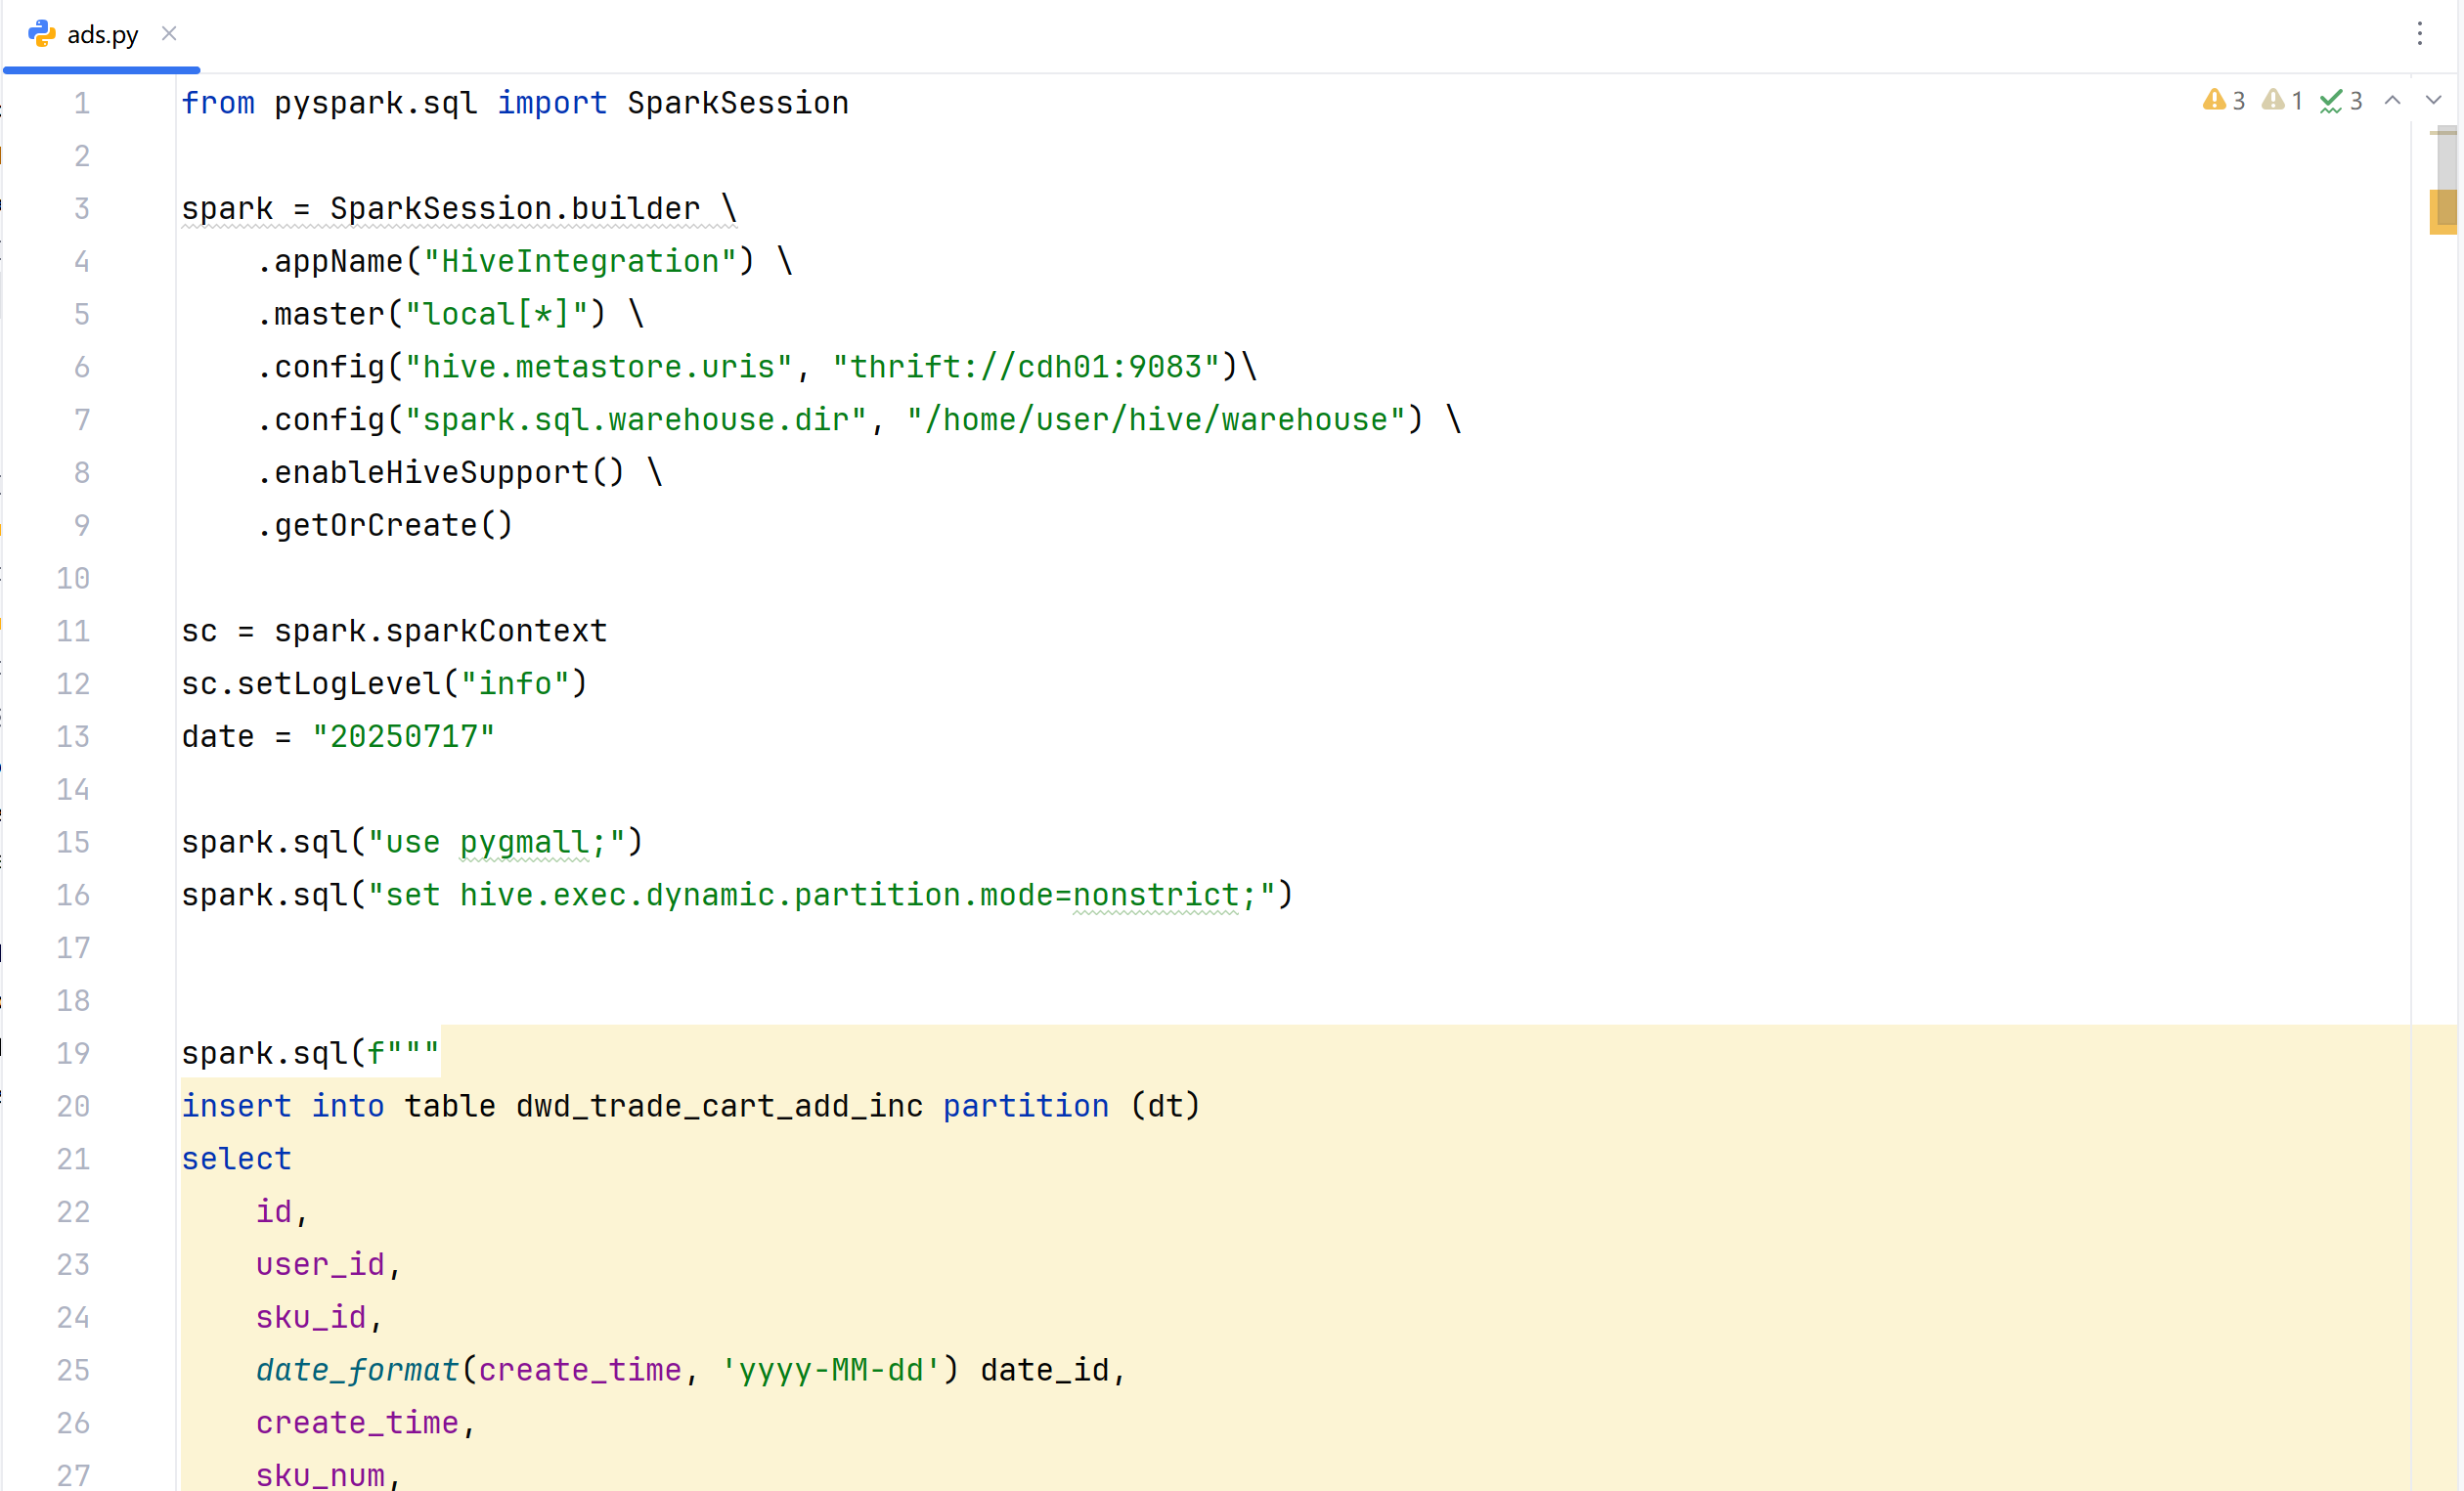 ads.py
3 1 3
1 from pyspark.sql import SparkSession
2
3 spark = SparkSession.builder \
4     .appName("HiveIntegration") \
5     .master("local[*]") \
6     .config("hive.metastore.uris", "thrift://cdh01:9083")\
7     .config("spark.sql.warehouse.dir", "/home/user/hive/warehouse") \
8     .enableHiveSupport() \
9     .getOrCreate()
10
11 sc = spark.sparkContext
12 sc.setLogLevel("info")
13 date = "20250717"
14
15 spark.sql("use pygmall;")
16 spark.sql("set hive.exec.dynamic.partition.mode=nonstrict;")
17
18
19 spark.sql(f"""
20 insert into table dwd_trade_cart_add_inc partition (dt)
21 select
22     id,
23     user_id,
24     sku_id,
25     date_format(create_time, 'yyyy-MM-dd') date_id,
26     create_time,
27     sku_num,